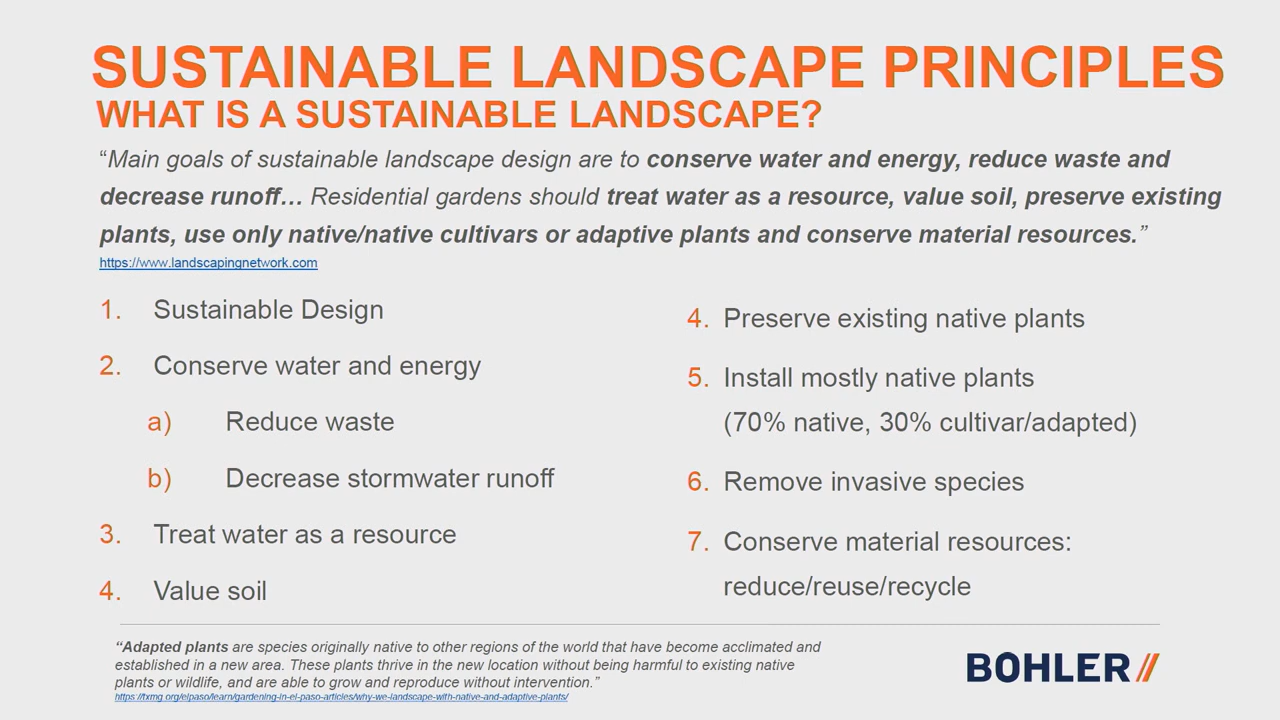 SUSTAINABLE LANDSCAPE PRINCIPLES
WHAT IS A SUSTAINABLE LANDSCAPE?
“Main goals of sustainable landscape design are to conserve water and energy, reduce waste and
decrease runoff… Residential gardens should treat water as a resource, value soil, preserve existing
plants, use only native/native cultivars or adaptive plants and conserve material resources.”
https://www.landscapingnetwork.com
1. Sustainable Design
2. Conserve water and energy
a) Reduce waste
b) Decrease stormwater runoff
3. Treat water as a resource
4. Value soil
4. Preserve existing native plants
5. Install mostly native plants
(70% native, 30% cultivar/adapted)
6. Remove invasive species
7. Conserve material resources:
reduce/reuse/recycle
“Adapted plants are species originally native to other regions of the world that have become acclimated and
established in a new area. These plants thrive in the new location without being harmful to existing native
plants or wildlife, and are able to grow and reproduce without intervention.”
https://txmg.org/elpaso/learn/gardening-in-el-paso-articles/why-we-landscape-with-native-and-adaptive-plants/
BOHLER//